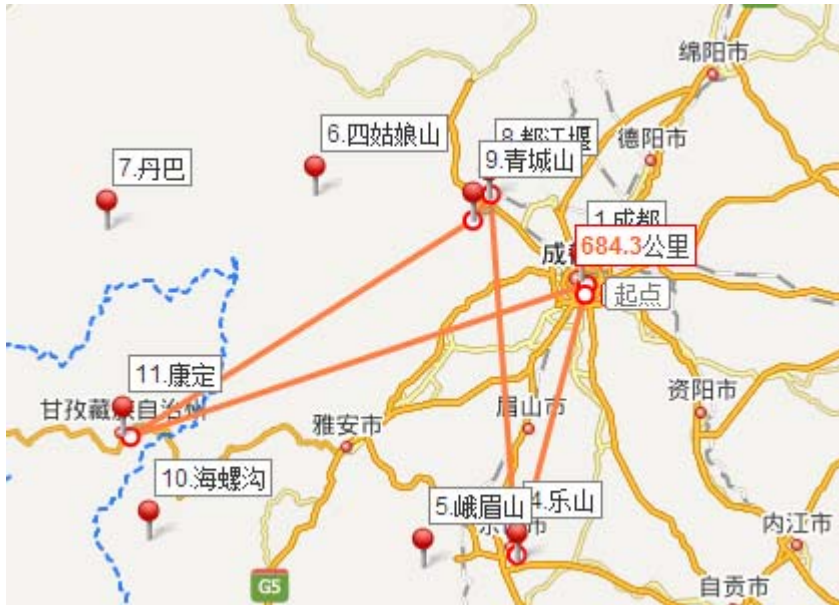 绵阳市
6.四姑娘山
8.都江堰
德阳市
7.丹巴
9.青城山
1.成都
684.3公里
成都
起点
11.康定
甘孜藏族自治州
雅安市
眉山市
资阳市
10.海螺沟
5.峨眉山
4.乐山
内江市
G5
自贡市